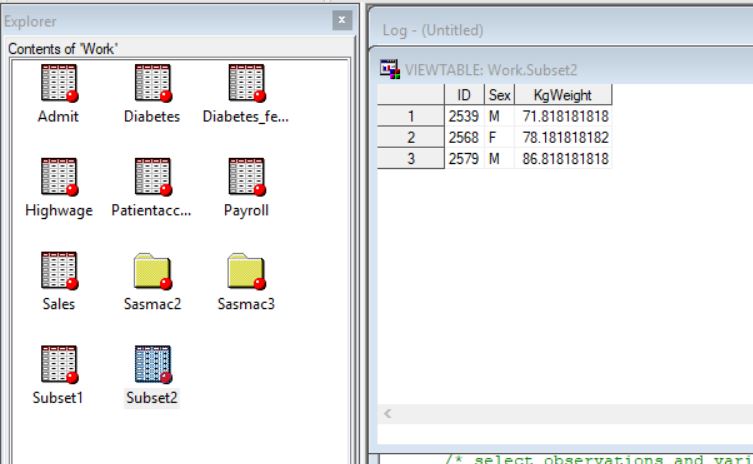 Explorer
Contents of 'Work'
Admit Diabetes Diabetes_fe...
Highwage Patientacc... Payroll
Sales Sasmac2 Sasmac3
Subset1 Subset2
Log - (Untitled)
VIEWTABLE: Work.Subset2
ID Sex KgWeight
1 2539 M 71.818181818
2 2568 F 78.181818182
3 2579 M 86.818181818
/* select observations and vari